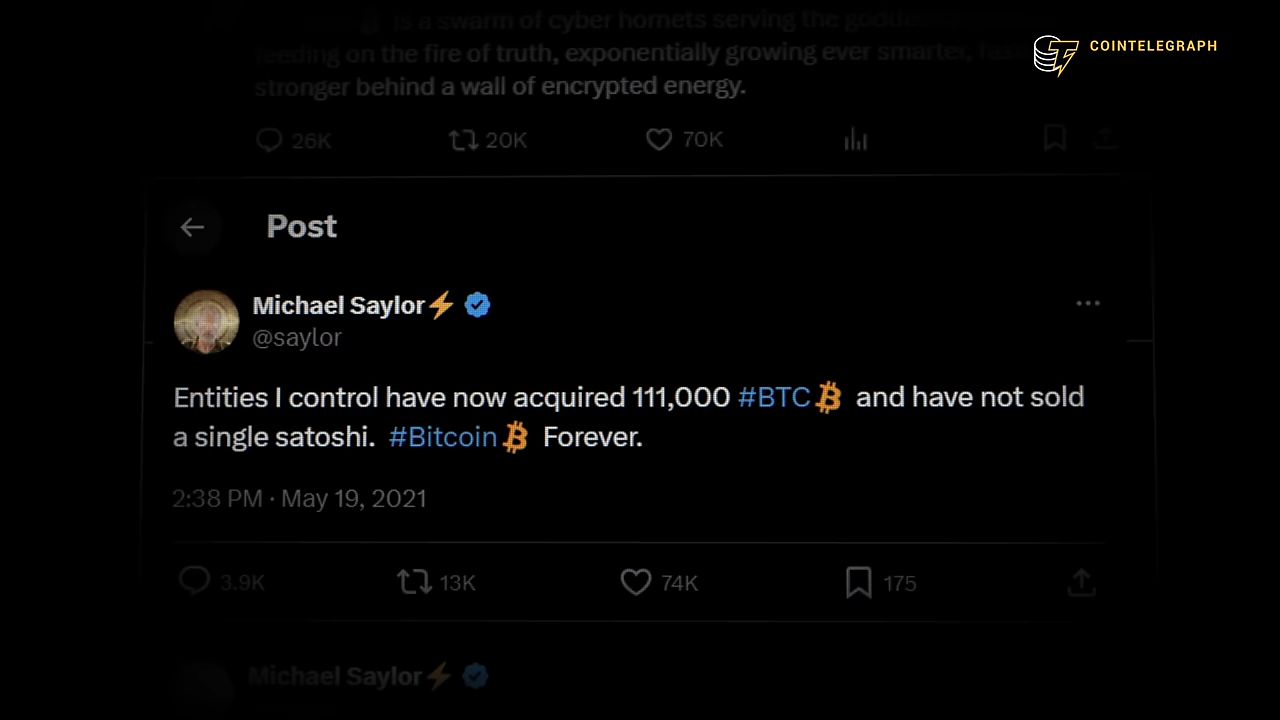 is a swarm of cyber hornets serving the
feeding on the fire of truth, exponentially growing ever smarter,
stronger behind a wall of encrypted energy.
26K 20K 70K
COINTELEGRAPH
Post
Michael Saylor⚡
@saylor
Entities I control have now acquired 111,000 #BTC₿ and have not sold
a single satoshi. #Bitcoin₿ Forever.
2:38 PM · May 19, 2021
3.9K 13K 74K 175
Michael Saylor⚡